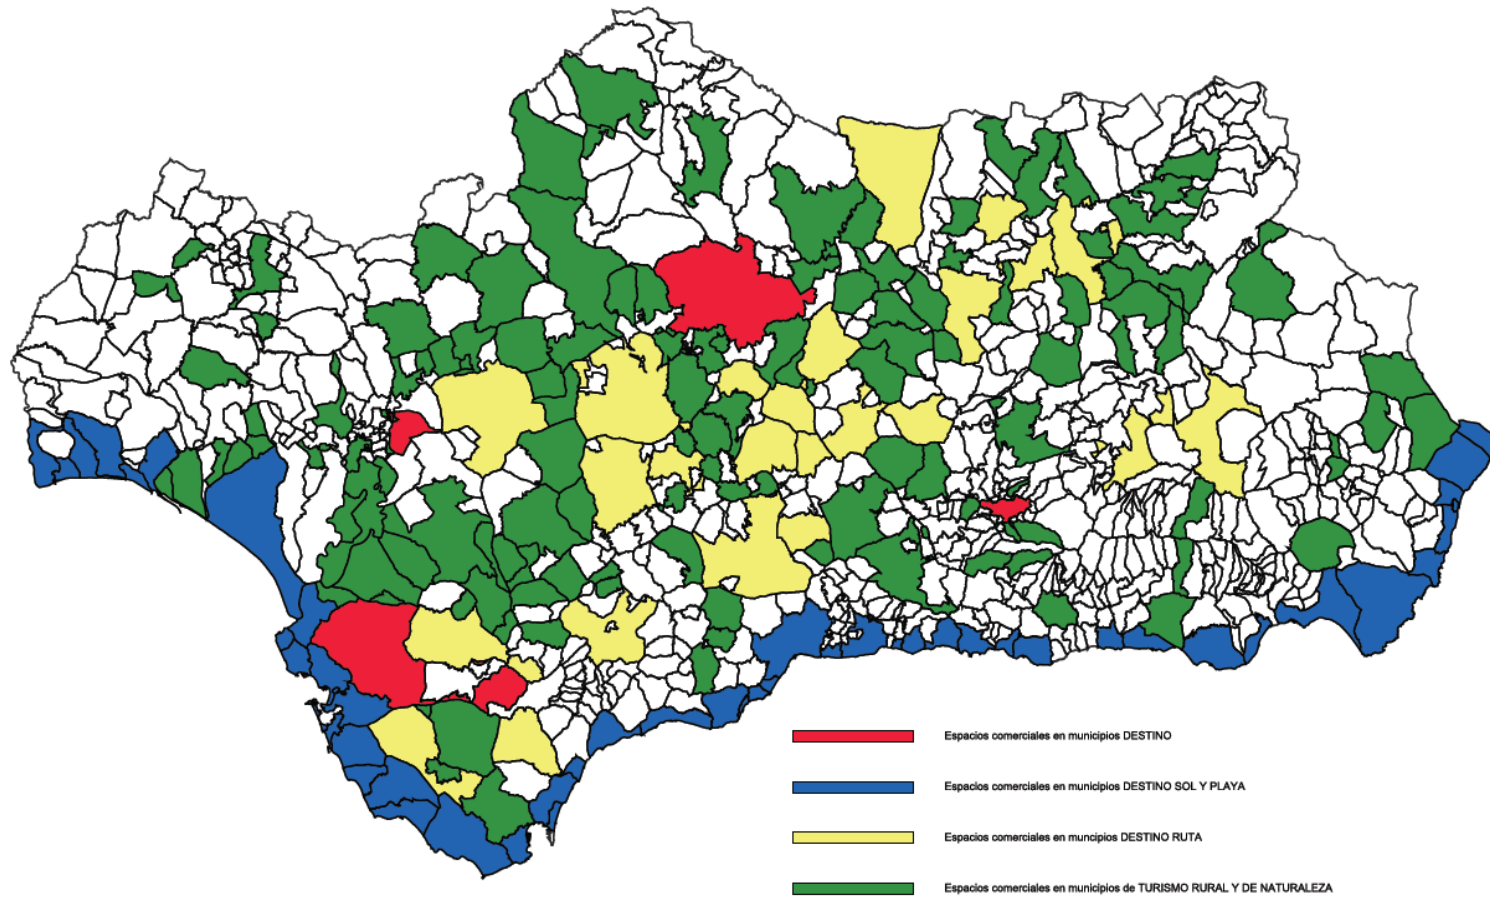 Espacios comerciales en municipios DESTINO
Espacios comerciales en municipios DESTINO SOL Y PLAYA
Espacios comerciales en muncipios DESTINO RUTA
Espacios comerciales en municipios de TURISMO RURAL Y DE NATURALEZA